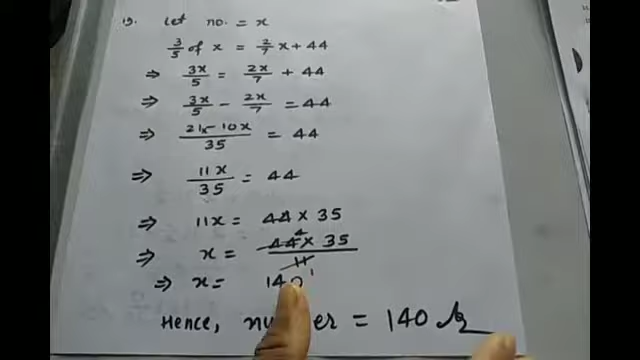 19. Let no. = x
3/5 of x = 2/7 x + 44
⇒ 3x/5 = 2x/7 + 44
⇒ 3x/5 - 2x/7 = 44
⇒ 21x - 10x/35 = 44
⇒ 11x/35 = 44
⇒ 11x = 44 × 35
⇒ x = 44 × 35/11
⇒ x = 140
Hence, = 140